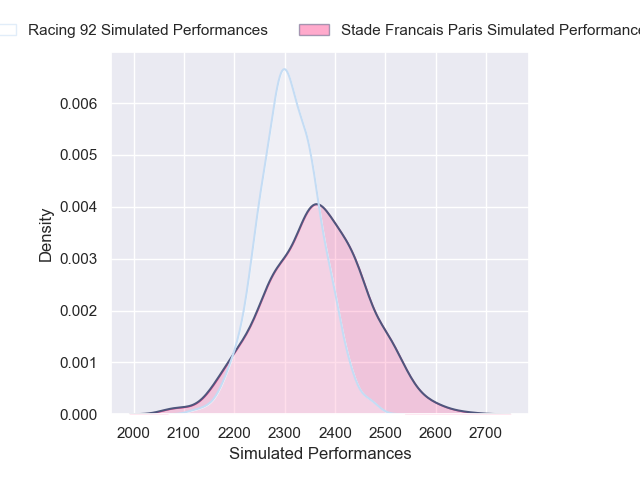 Racing 92 Simulated Performances Stade Francais Paris Simulated Performance
0.006
0.005
0.004
0.003
0.002
0.001
0.000
Density
2000 2100 2200 2300 2400 2500 2600 2700
Simulated Performances